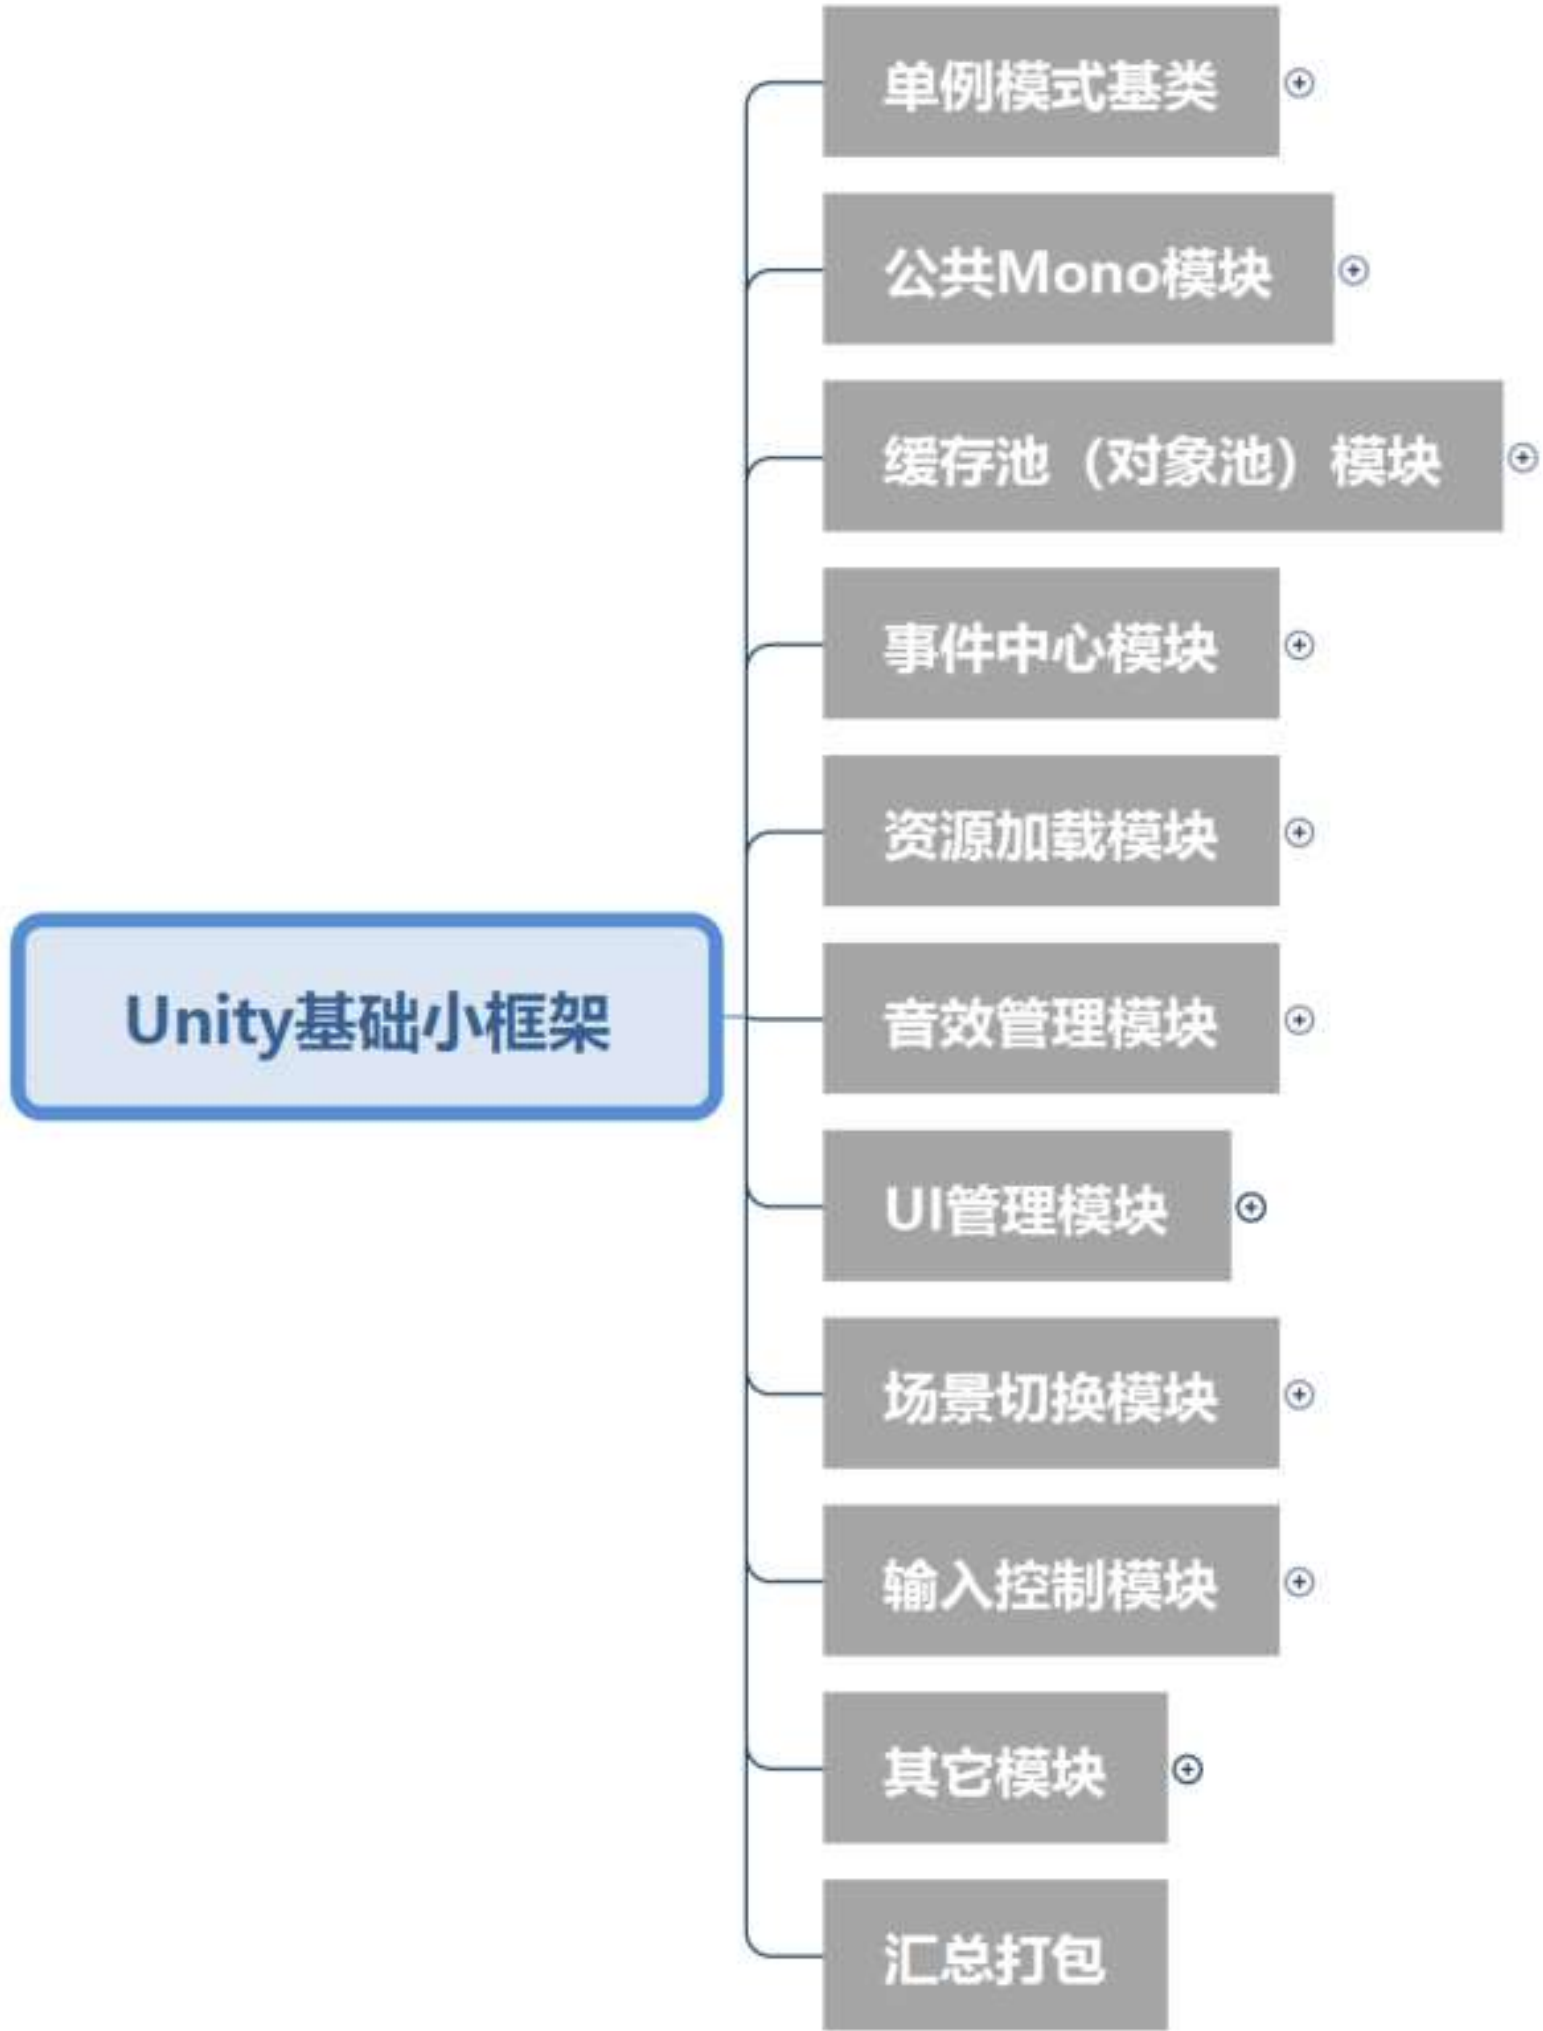 单例模式基类
公共Mono模块
缓存池（对象池）模块
事件中心模块
资源加载模块
Unity基础小框架
音效管理模块
UI管理模块
场景切换模块
输入控制模块
其它模块
汇总打包